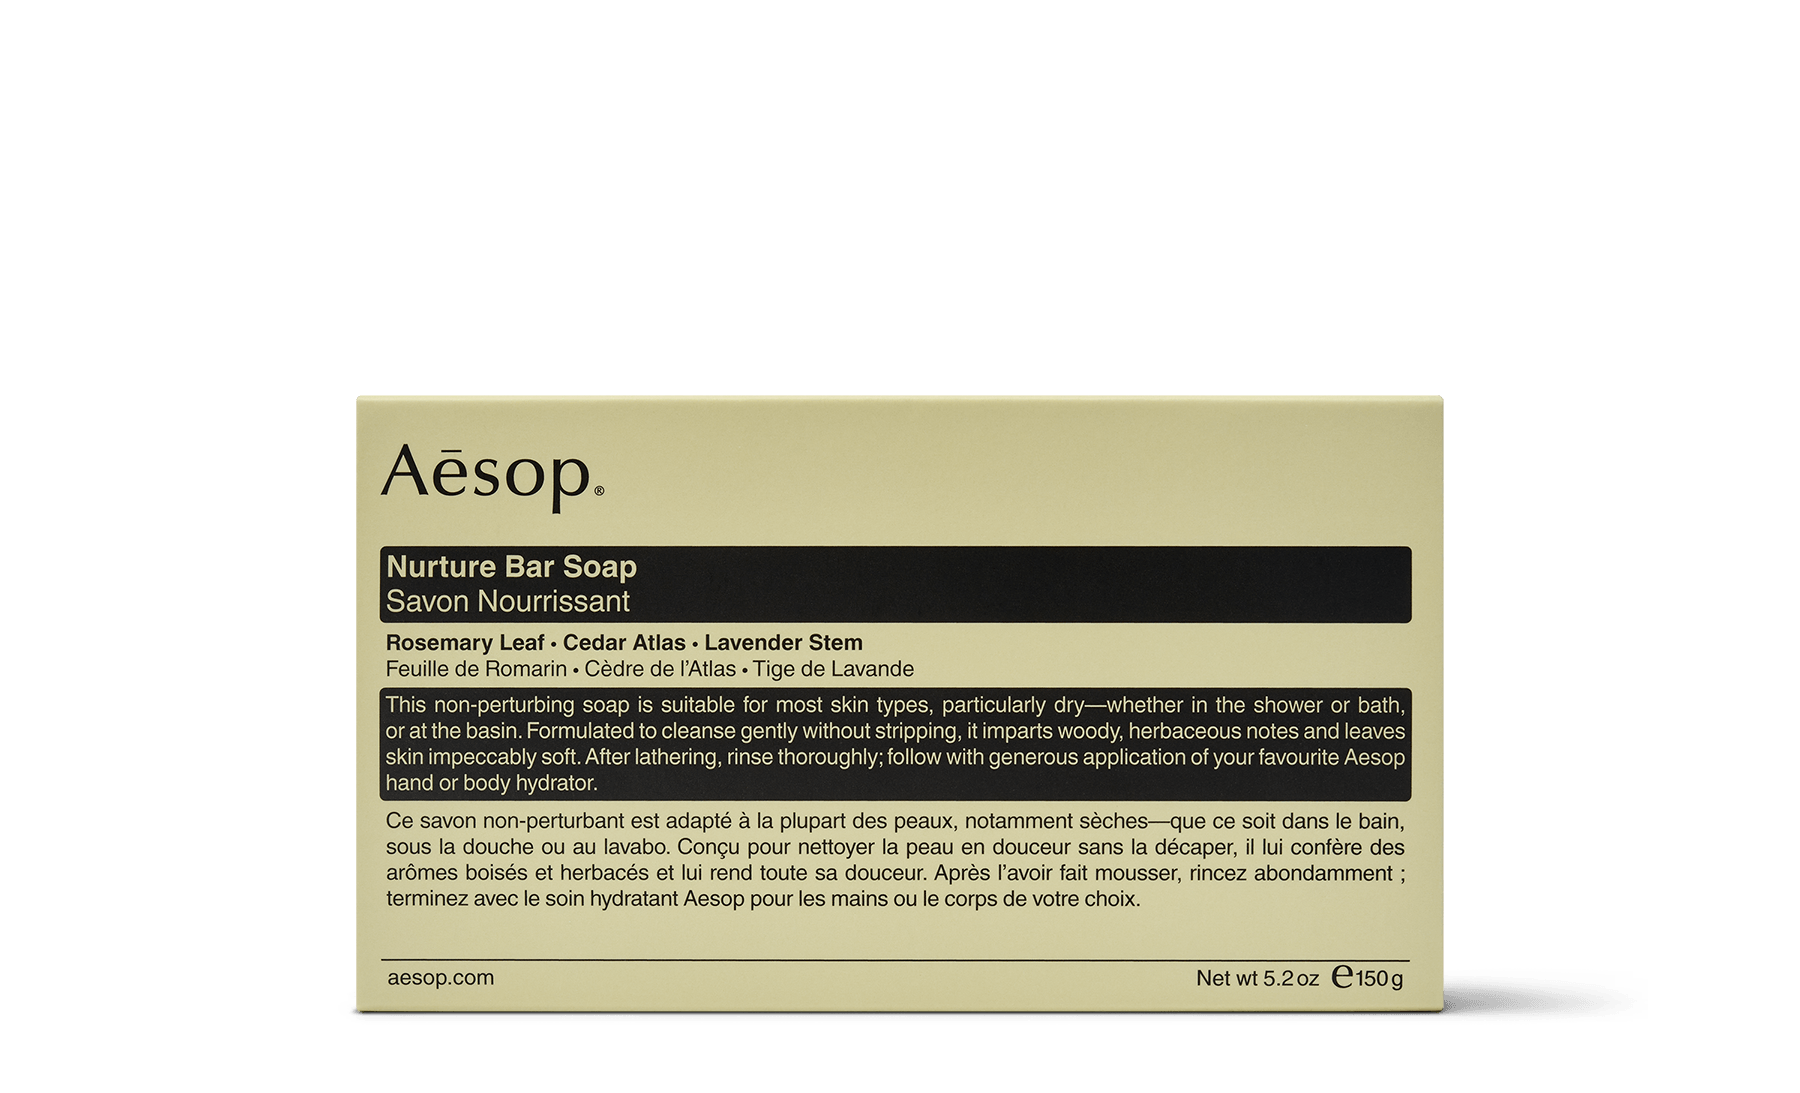 Aēsop®
Nurture Bar Soap
Savon Nourrissant
Rosemary Leaf • Cedar Atlas • Lavender Stem
Feuille de Romarin • Cèdre de l’Atlas • Tige de Lavande
This non-perturbing soap is suitable for most skin types, particularly dry—whether in the shower or bath,
or at the basin. Formulated to cleanse gently without stripping, it imparts woody, herbaceous notes and leaves
skin impeccably soft. After lathering, rinse thoroughly; follow with generous application of your favourite Aesop
hand or body hydrator.
Ce savon non-perturbant est adapté à la plupart des peaux, notamment sèches—que ce soit dans le bain,
sous la douche ou au lavabo. Conçu pour nettoyer la peau en douceur sans la décaper, il lui confère des
arômes boisés et herbacés et lui rend toute sa douceur. Après l’avoir fait mousser, rincez abondamment ;
terminez avec le soin hydratant Aesop pour les mains ou le corps de votre choix.
aesop.com
Net wt 5.2 oz ℮150 g